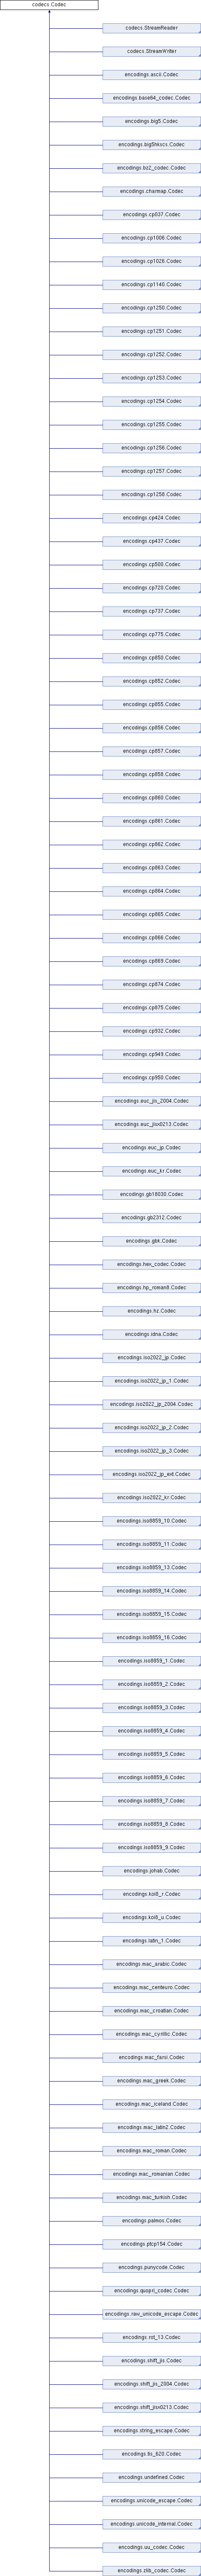 codecs.Codec
codecs.StreamReader
codecs.StreamWriter
encodings.ascii.Codec
encodings.base64_codec.Codec
encodings.big5.Codec
encodings.big5hkscs.Codec
encodings.bz2_codec.Codec
encodings.charmap.Codec
encodings.cp037.Codec
encodings.cp1006.Codec
encodings.cp1026.Codec
encodings.cp1140.Codec
encodings.cp1250.Codec
encodings.cp1251.Codec
encodings.cp1252.Codec
encodings.cp1253.Codec
encodings.cp1254.Codec
encodings.cp1255.Codec
encodings.cp1256.Codec
encodings.cp1257.Codec
encodings.cp1258.Codec
encodings.cp424.Codec
encodings.cp437.Codec
encodings.cp500.Codec
encodings.cp720.Codec
encodings.cp737.Codec
encodings.cp775.Codec
encodings.cp850.Codec
encodings.cp852.Codec
encodings.cp855.Codec
encodings.cp856.Codec
encodings.cp857.Codec
encodings.cp858.Codec
encodings.cp860.Codec
encodings.cp861.Codec
encodings.cp862.Codec
encodings.cp863.Codec
encodings.cp864.Codec
encodings.cp865.Codec
encodings.cp866.Codec
encodings.cp869.Codec
encodings.cp874.Codec
encodings.cp875.Codec
encodings.cp932.Codec
encodings.cp949.Codec
encodings.cp950.Codec
encodings.euc_jis_2004.Codec
encodings.euc_jisx0213.Codec
encodings.euc_jp.Codec
encodings.euc_kr.Codec
encodings.gb18030.Codec
encodings.gb2312.Codec
encodings.gbk.Codec
encodings.hex_codec.Codec
encodings.hp_roman8.Codec
encodings.hz.Codec
encodings.idna.Codec
encodings.iso2022_jp.Codec
encodings.iso2022_jp_1.Codec
encodings.iso2022_jp_2004.Codec
encodings.iso2022_jp_2.Codec
encodings.iso2022_jp_3.Codec
encodings.iso2022_jp_ext.Codec
encodings.iso2022_kr.Codec
encodings.iso8859_10.Codec
encodings.iso8859_11.Codec
encodings.iso8859_13.Codec
encodings.iso8859_14.Codec
encodings.iso8859_15.Codec
encodings.iso8859_16.Codec
encodings.iso8859_1.Codec
encodings.iso8859_2.Codec
encodings.iso8859_3.Codec
encodings.iso8859_4.Codec
encodings.iso8859_5.Codec
encodings.iso8859_6.Codec
encodings.iso8859_7.Codec
encodings.iso8859_8.Codec
encodings.iso8859_9.Codec
encodings.johab.Codec
encodings.koi8_r.Codec
encodings.koi8_u.Codec
encodings.latin_1.Codec
encodings.mac_arabic.Codec
encodings.mac_centeuro.Codec
encodings.mac_croatian.Codec
encodings.mac_cyrillic.Codec
encodings.mac_farsi.Codec
encodings.mac_greek.Codec
encodings.mac_iceland.Codec
encodings.mac_latin2.Codec
encodings.mac_roman.Codec
encodings.mac_romanian.Codec
encodings.mac_turkish.Codec
encodings.palmos.Codec
encodings.ptcp154.Codec
encodings.punycode.Codec
encodings.quopri_codec.Codec
encodings.raw_unicode_escape.Codec
encodings.rot_13.Codec
encodings.shift_jis.Codec
encodings.shift_jis_2004.Codec
encodings.shift_jisx0213.Codec
encodings.string_escape.Codec
encodings.tis_620.Codec
encodings.undefined.Codec
encodings.unicode_escape.Codec
encodings.unicode_internal.Codec
encodings.uu_codec.Codec
encodings.zlib_codec.Codec